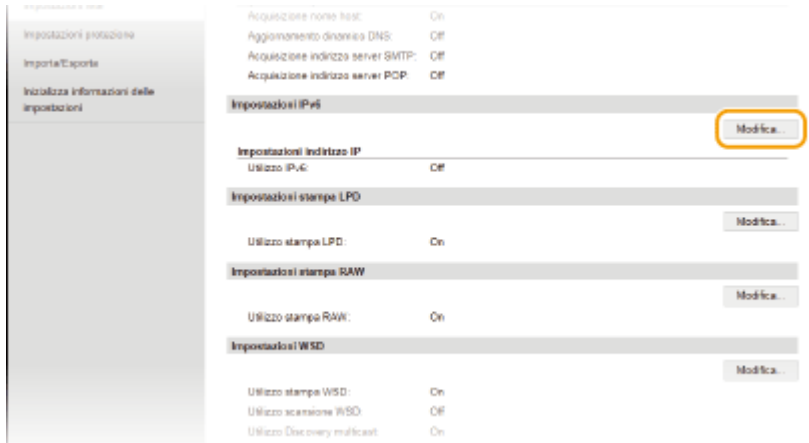 Impostazioni protezione
Importa/Esporta
Inizializza informazioni delle
impostazioni
Acquisizione nome host: On
Aggiornamento dinamico DNS: Off
Acquisizione indirizzo server SMTP: Off
Acquisizione indirizzo server POP: Off
Impostazioni IPv6
Modifica...
Impostazioni indirizzo IP
Utilizzo IPv6: Off
Impostazioni stampa LPD
Modifica...
Utilizzo stampa LPD: On
Impostazioni stampa RAW
Modifica...
Utilizzo stampa RAW: On
Impostazioni WSD
Modifica...
Utilizzo stampa WSD: On
Utilizzo scansione WSD: Off
Utilizzo Discovery multicast: On